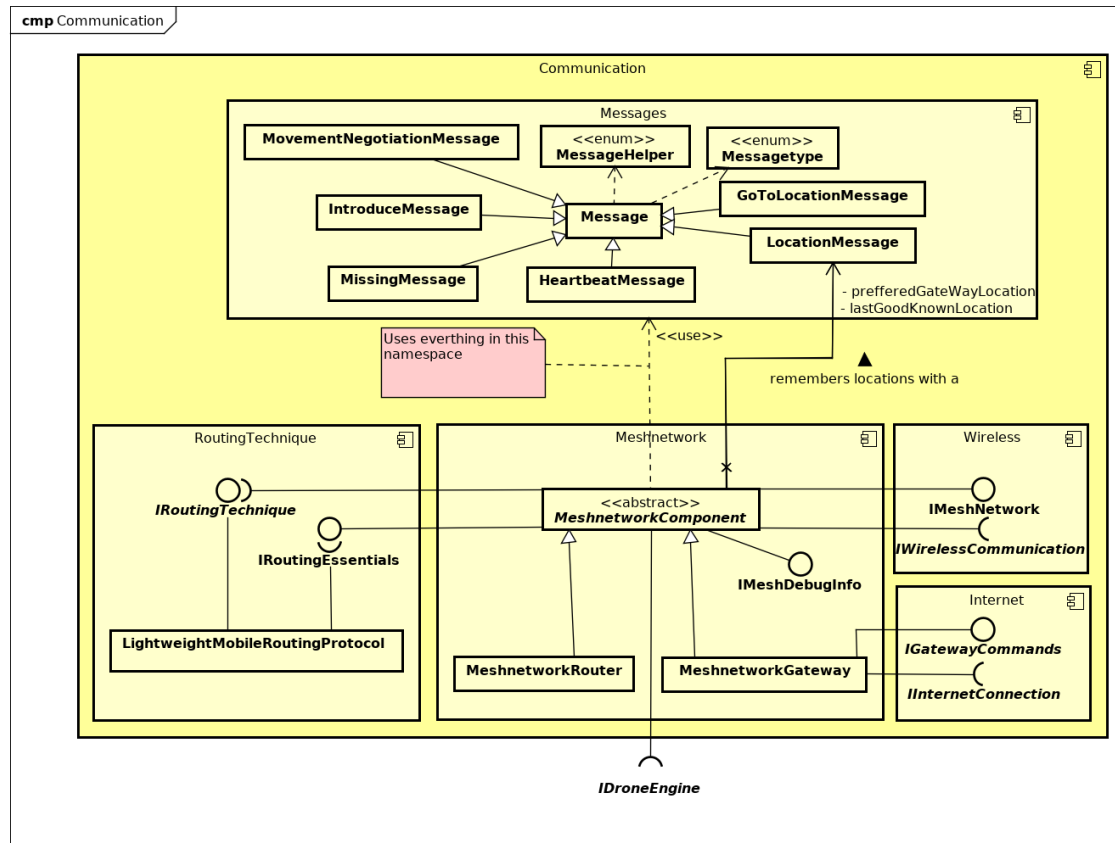 cmp Communication
Communication
Messages
MovementNegotiationMessage
<<enum>>
MessageHelper
<<enum>>
Messagetype
IntroduceMessage
Message
GoToLocationMessage
LocationMessage
MissingMessage
HeartbeatMessage
- prefferedGateWayLocation
- lastGoodKnownLocation
Uses everthing in this
namespace
<<use>>
remembers locations with a
RoutingTechnique
Meshnetwork
Wireless
IRoutingTechnique
<<abstract>>
MeshnetworkComponent
IMeshNetwork
IRoutingEssentials
IWirelessCommunication
IMeshDebugInfo
Internet
LightweightMobileRoutingProtocol
MeshnetworkRouter
MeshnetworkGateway
IGatewayCommands
IInternetConnection
IDroneEngine